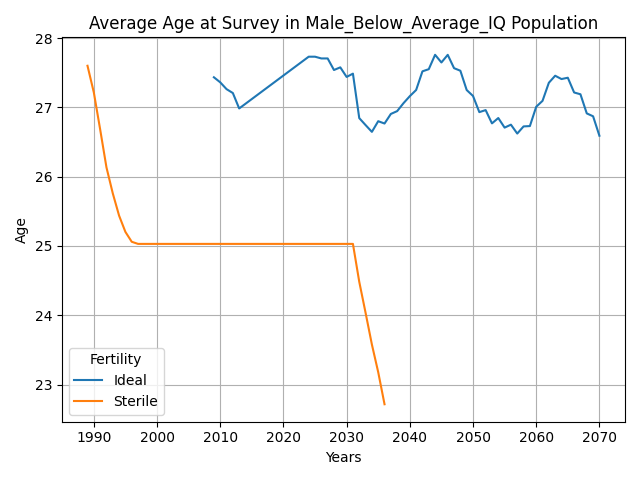 Average Age at Survey in Male_Below_Average_IQ Population
28
27
26
25
24
23
Age
Fertility
Ideal
Sterile
1990 2000 2010 2020 2030 2040 2050 2060 2070
Years